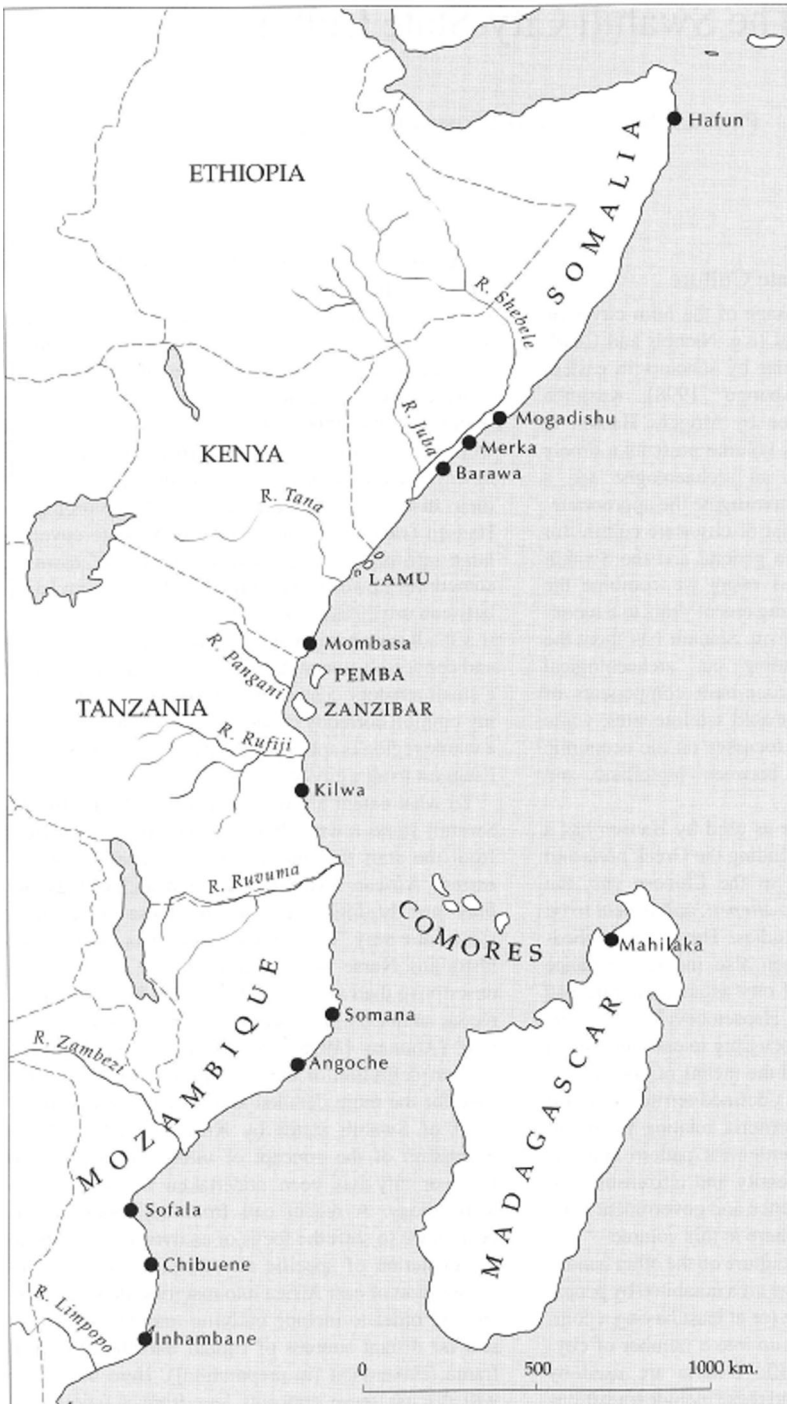 Hafun
ETHIOPIA
SOMALIA
R. Shebele
R. Juba
Mogadishu
Merka
Barawa
KENYA
R. Tana
LAMU
Mombasa
R. Pangani
PEMBA
ZANZIBAR
TANZANIA
R. Rufiji
Kilwa
R. Ruvuma
COMORES
Mahilaka
MOZAMBIQUE
Somana
R. Zambezi
Angoche
MADAGASCAR
Sofala
Chibuene
R. Limpopo
Inhambane
0 500 1000 km.